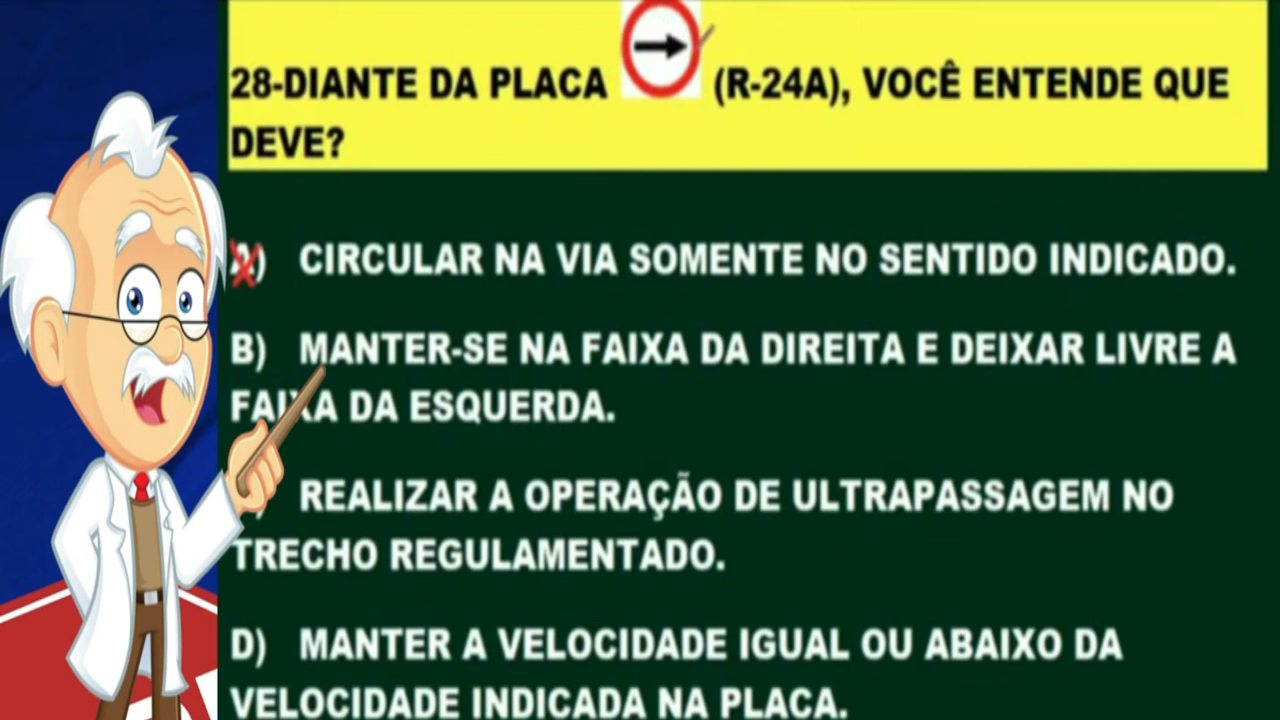 28-DIANTE DA PLACA (R-24A), VOCÊ ENTENDE QUE
DEVE?
A) CIRCULAR NA VIA SOMENTE NO SENTIDO INDICADO.
B) MANTER-SE NA FAIXA DA DIREITA E DEIXAR LIVRE A
FAIXA DA ESQUERDA.
REALIZAR A OPERAÇÃO DE ULTRAPASSAGEM NO
TRECHO REGULAMENTADO.
D) MANTER A VELOCIDADE IGUAL OU ABAIXO DA
VELOCIDADE INDICADA NA PLACA.